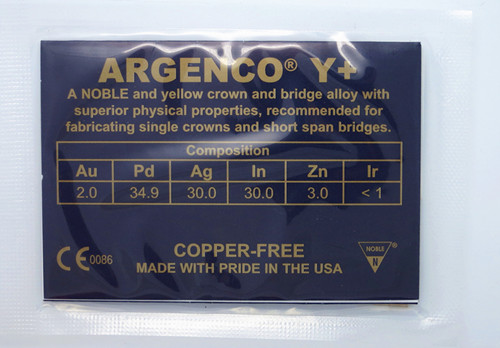 ARGENCO® Y+
A NOBLE and yellow crown and bridge alloy with
superior physical properties, recommended for
fabricating single crowns and short span bridges.
Composition
Au Pd Ag In Zn Ir
2.0 34.9 30.0 30.0 3.0 < 1
CE 0086
COPPER-FREE
MADE WITH PRIDE IN THE USA
NOBLE ®
N